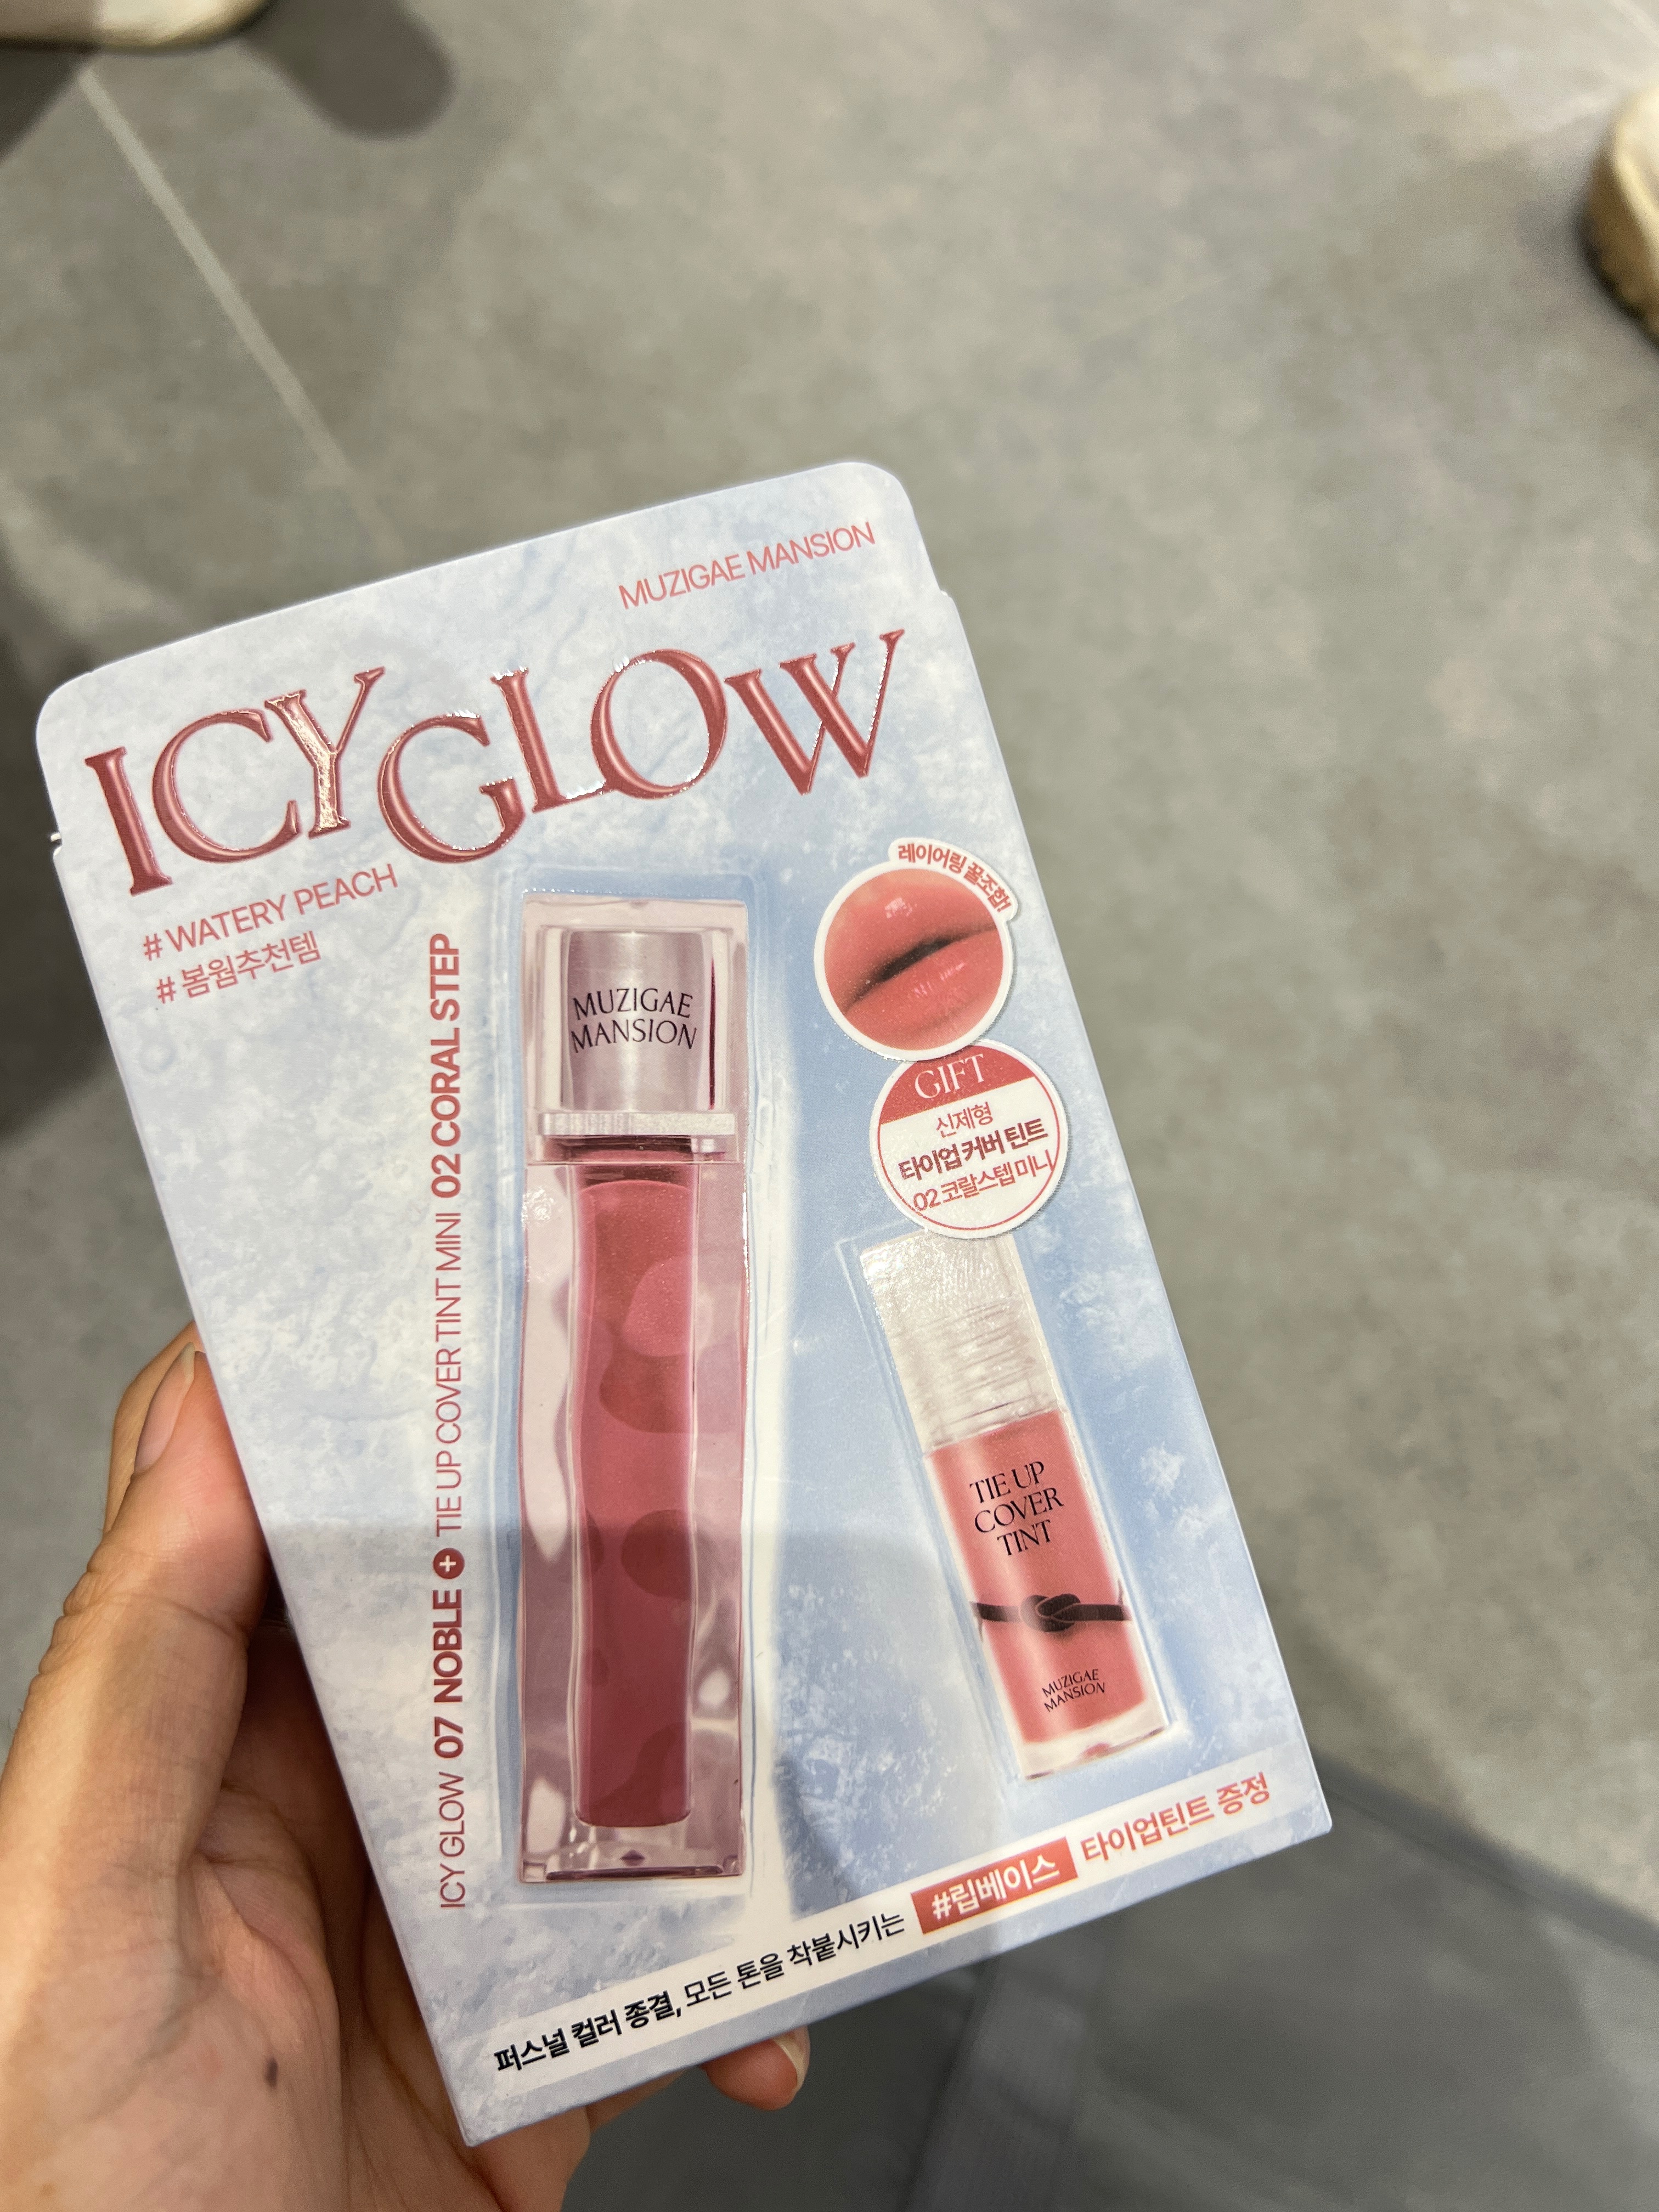 MUZIGAE MANSION
ICY GLOW
# WATERY PEACH
# 봄웜추천템
ICY GLOW 07 NOBLE + TIE UP COVER TINT MINI 02 CORAL STEP
MUZIGAE
MANSION
레이어링 꿀조합!
GIFT
신제형
타이업 커버 틴트
02 코랄스텝 미니
TIE UP
COVER
TINT
MUZIGAE
MANSION
퍼스널 컬러 종결, 모든 톤을 착붙시키는 #립베이스 타이업틴트 증정